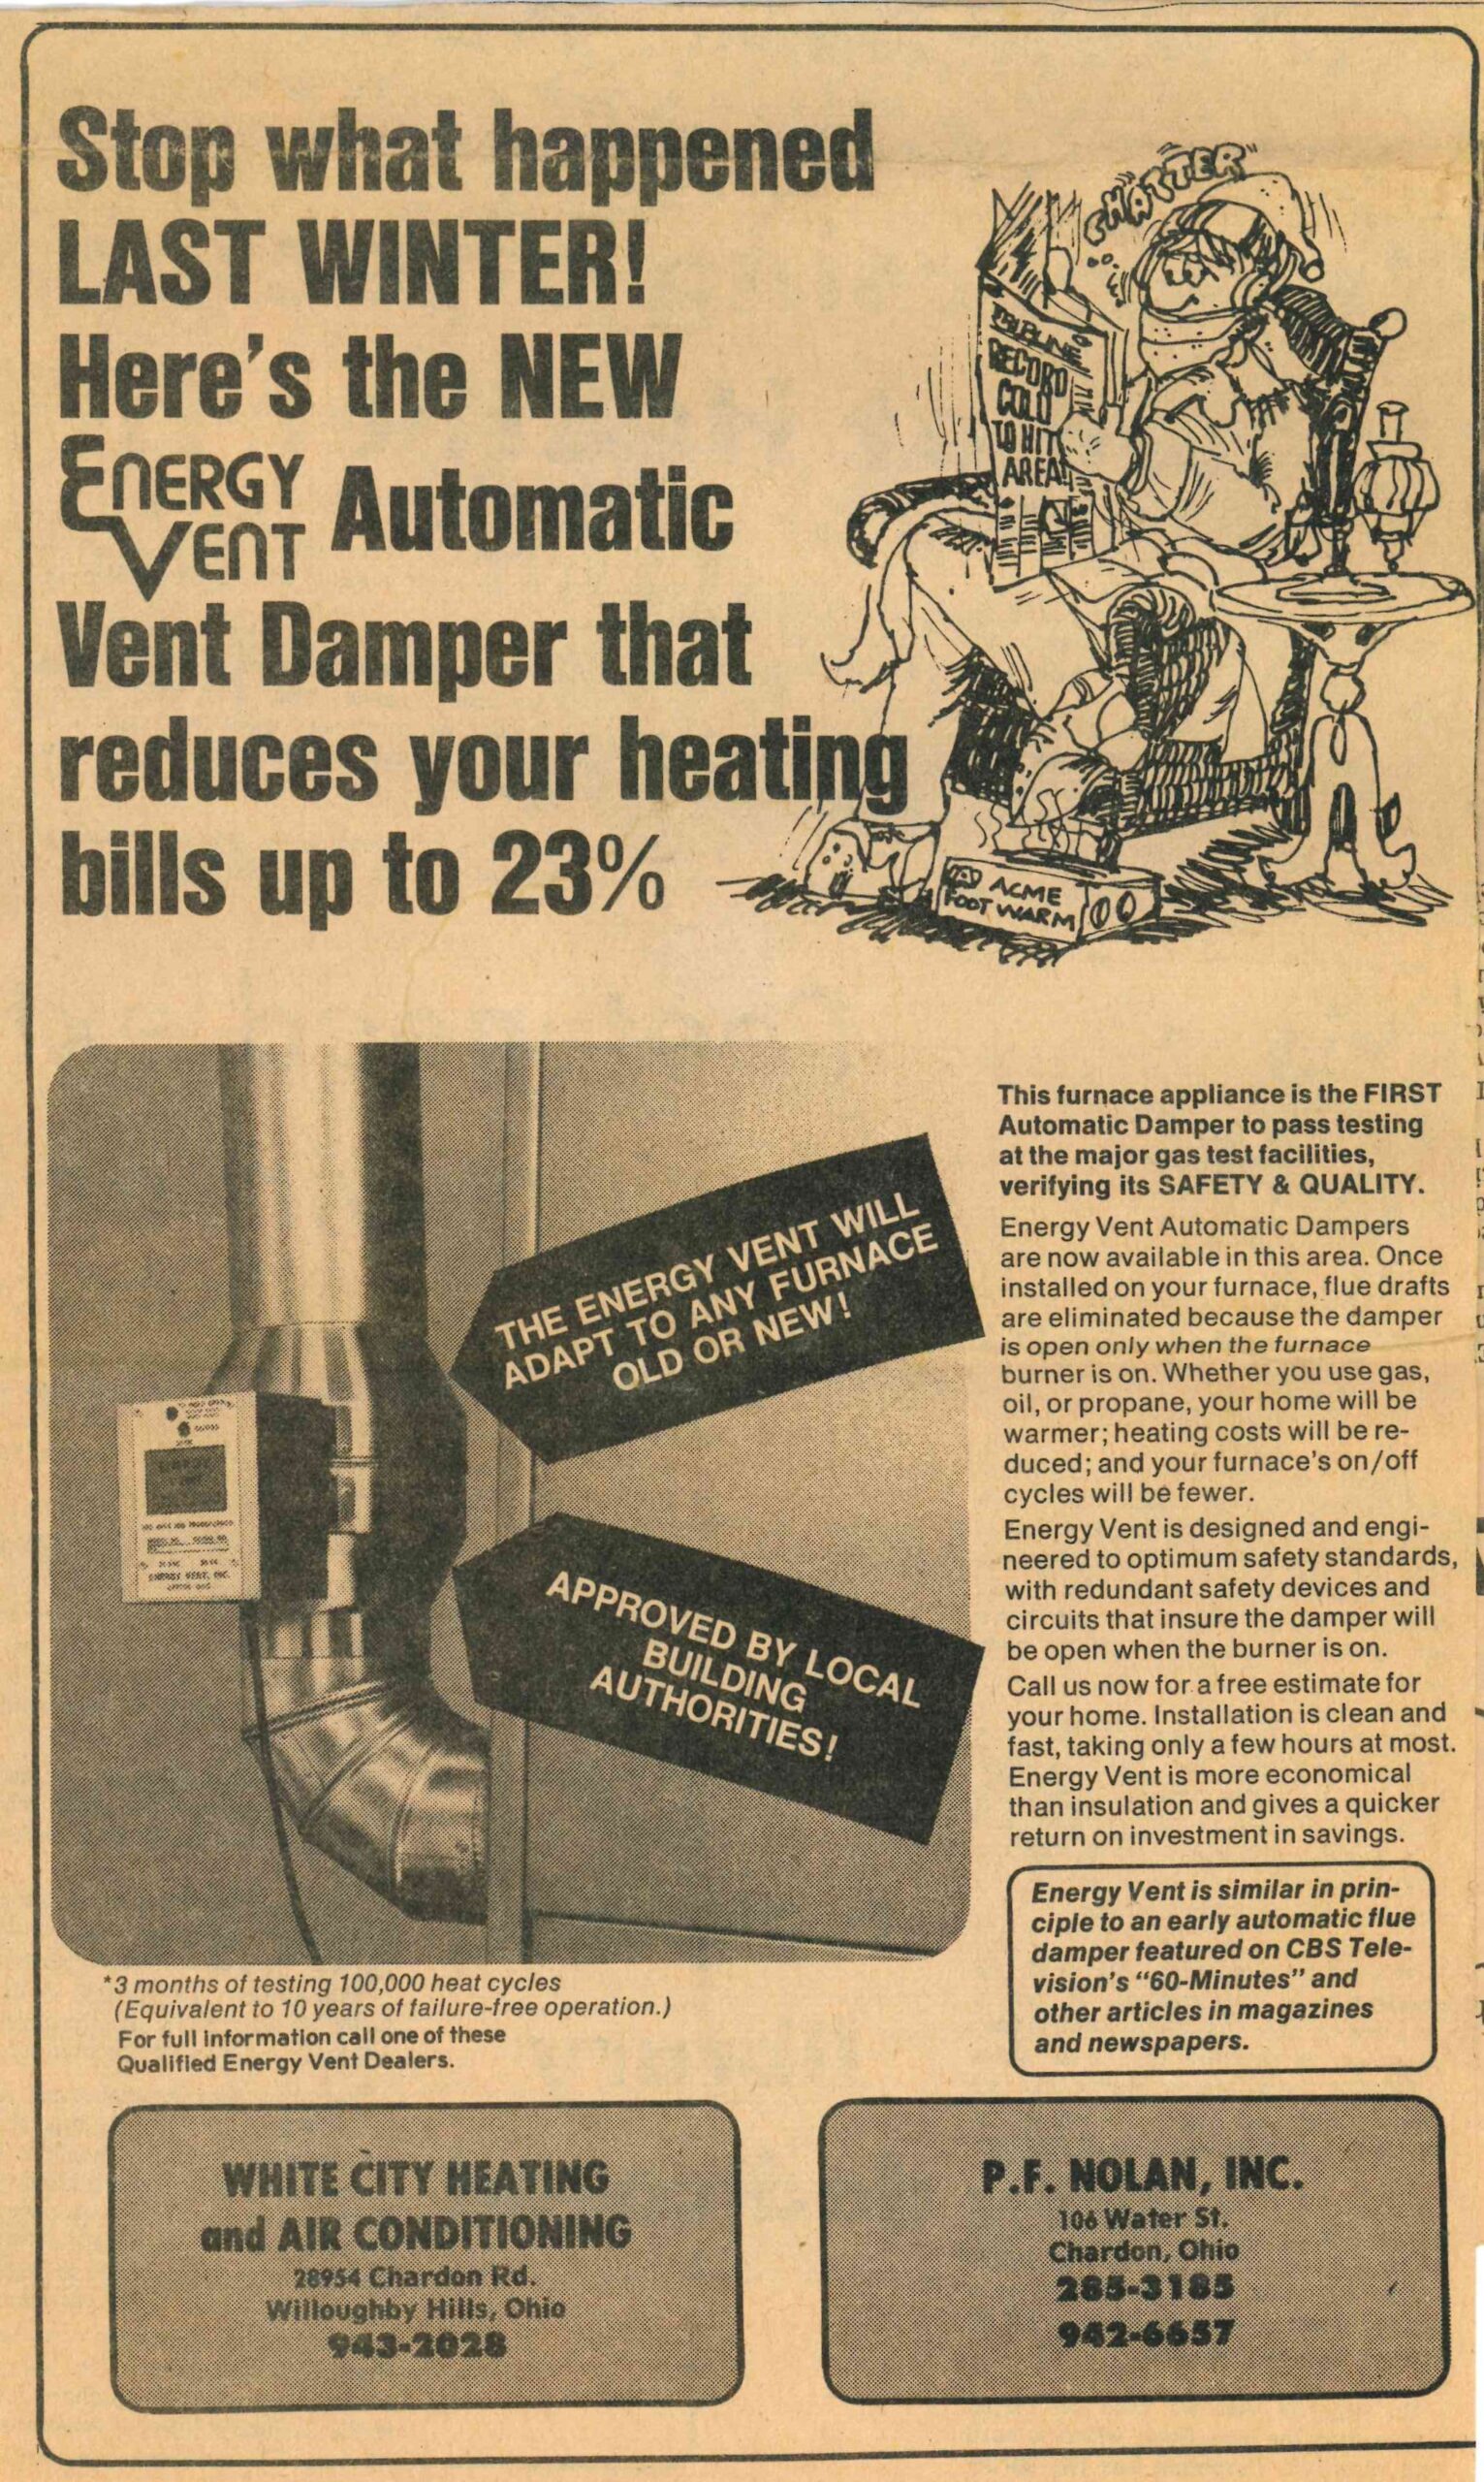 Stop what happened
LAST WINTER!
Here's the NEW
ENERGY
VENT
Automatic
Vent Damper that
reduces your heating
bills up to 23%
CHATTER
TRIBUNE
RECORD
COLD
TO HIT
AREA!
ACME
FOOT WARM
THE ENERGY VENT WILL
ADAPT TO ANY FURNACE
OLD OR NEW!
APPROVED BY LOCAL
BUILDING
AUTHORITIES!
ENERGY VENT, INC.
This furnace appliance is the FIRST
Automatic Damper to pass testing
at the major gas test facilities,
verifying its SAFETY & QUALITY.
Energy Vent Automatic Dampers
are now available in this area. Once
installed on your furnace, flue drafts
are eliminated because the damper
is open only when the furnace
burner is on. Whether you use gas,
oil, or propane, your home will be
warmer; heating costs will be re-
duced; and your furnace's on/off
cycles will be fewer.
Energy Vent is designed and engi-
neered to optimum safety standards,
with redundant safety devices and
circuits that insure the damper will
be open when the burner is on.
Call us now for a free estimate for
your home. Installation is clean and
fast, taking only a few hours at most.
Energy Vent is more economical
than insulation and gives a quicker
return on investment in savings.
Energy Vent is similar in prin-
ciple to an early automatic flue
damper featured on CBS Tele-
vision's "60-Minutes" and
other articles in magazines
and newspapers.
*3 months of testing 100,000 heat cycles
(Equivalent to 10 years of failure-free operation.)
For full information call one of these
Qualified Energy Vent Dealers.
WHITE CITY HEATING
and AIR CONDITIONING
28954 Chardon Rd.
Willoughby Hills, Ohio
943-2028
P.F. NOLAN, INC.
106 Water St.
Chardon, Ohio
285-3185
942-6657